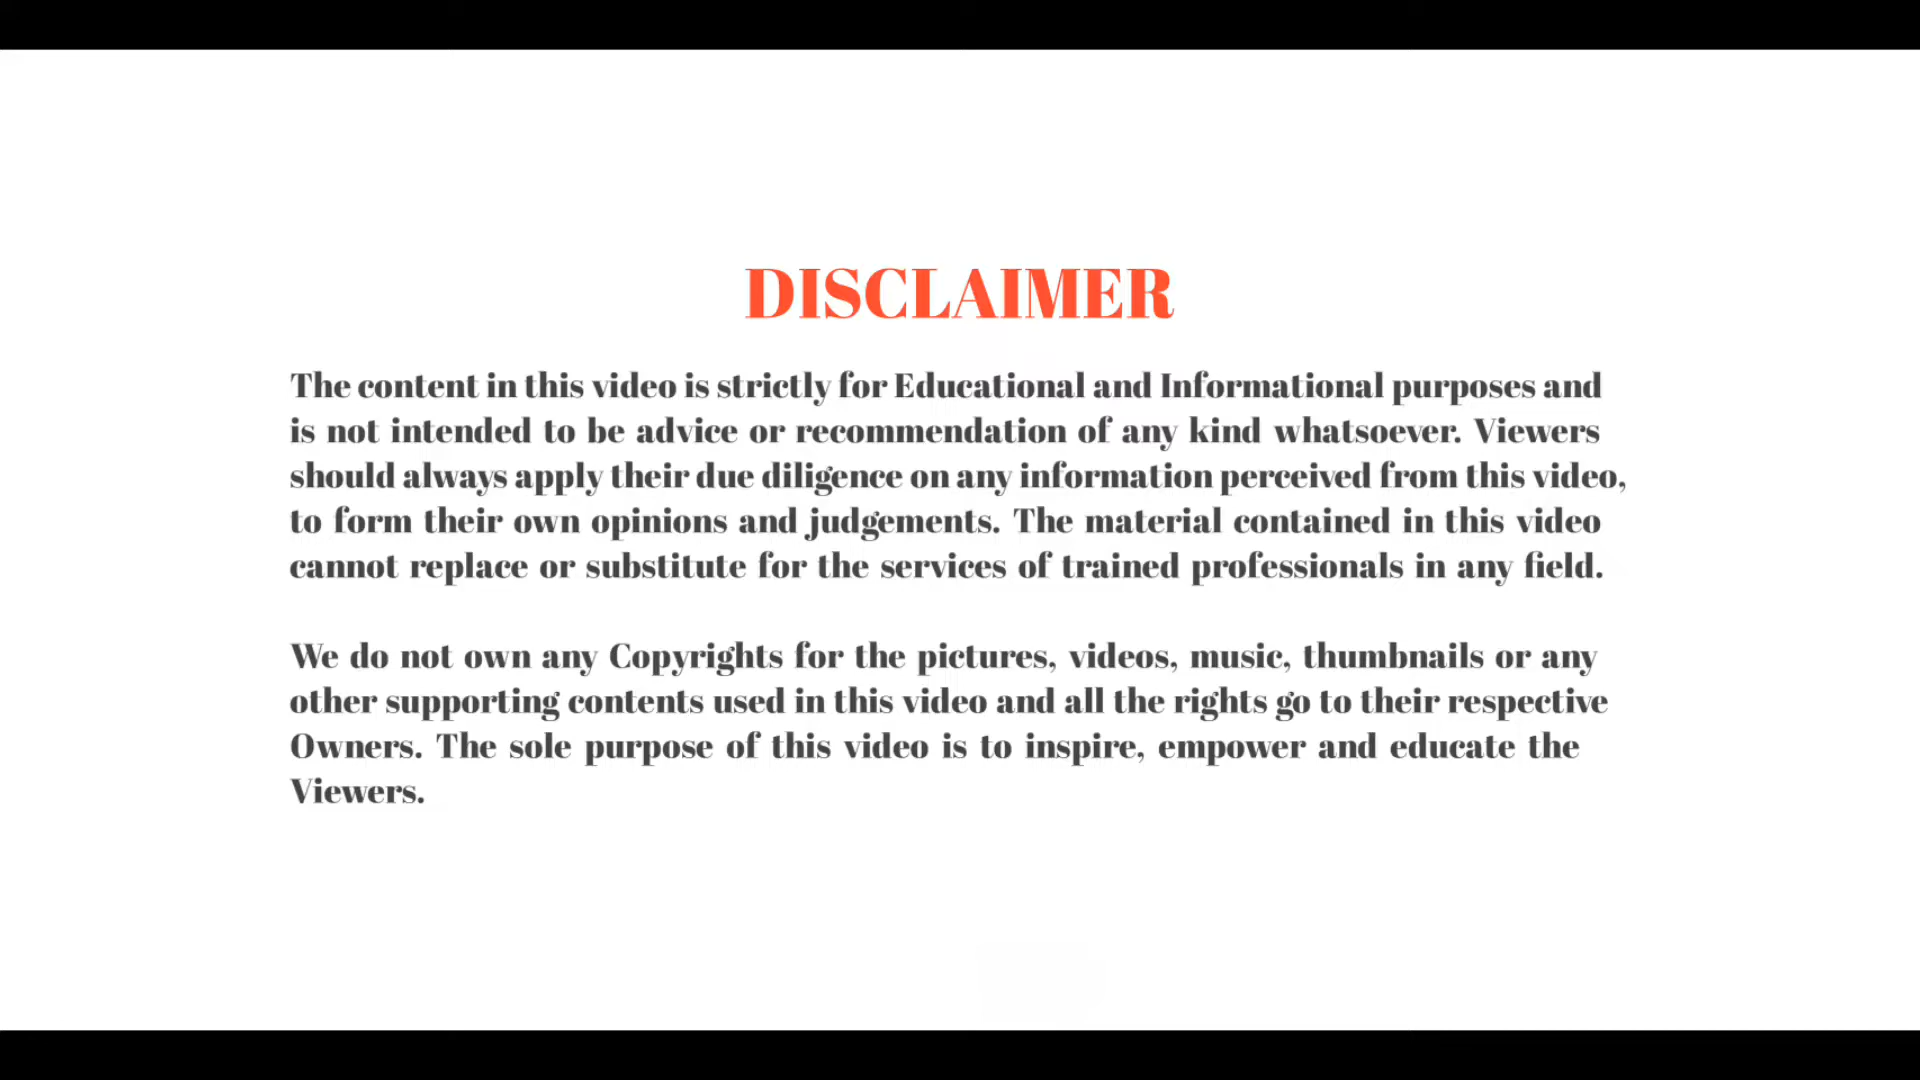 DISCLAIMER
The content in this video is strictly for Educational and Informational purposes and
is not intended to be advice or recommendation of any kind whatsoever. Viewers
should always apply their due diligence on any information perceived from this video,
to form their own opinions and judgements. The material contained in this video
cannot replace or substitute for the services of trained professionals in any field.
We do not own any Copyrights for the pictures, videos, music, thumbnails or any
other supporting contents used in this video and all the rights go to their respective
Owners. The sole purpose of this video is to inspire, empower and educate the
Viewers.